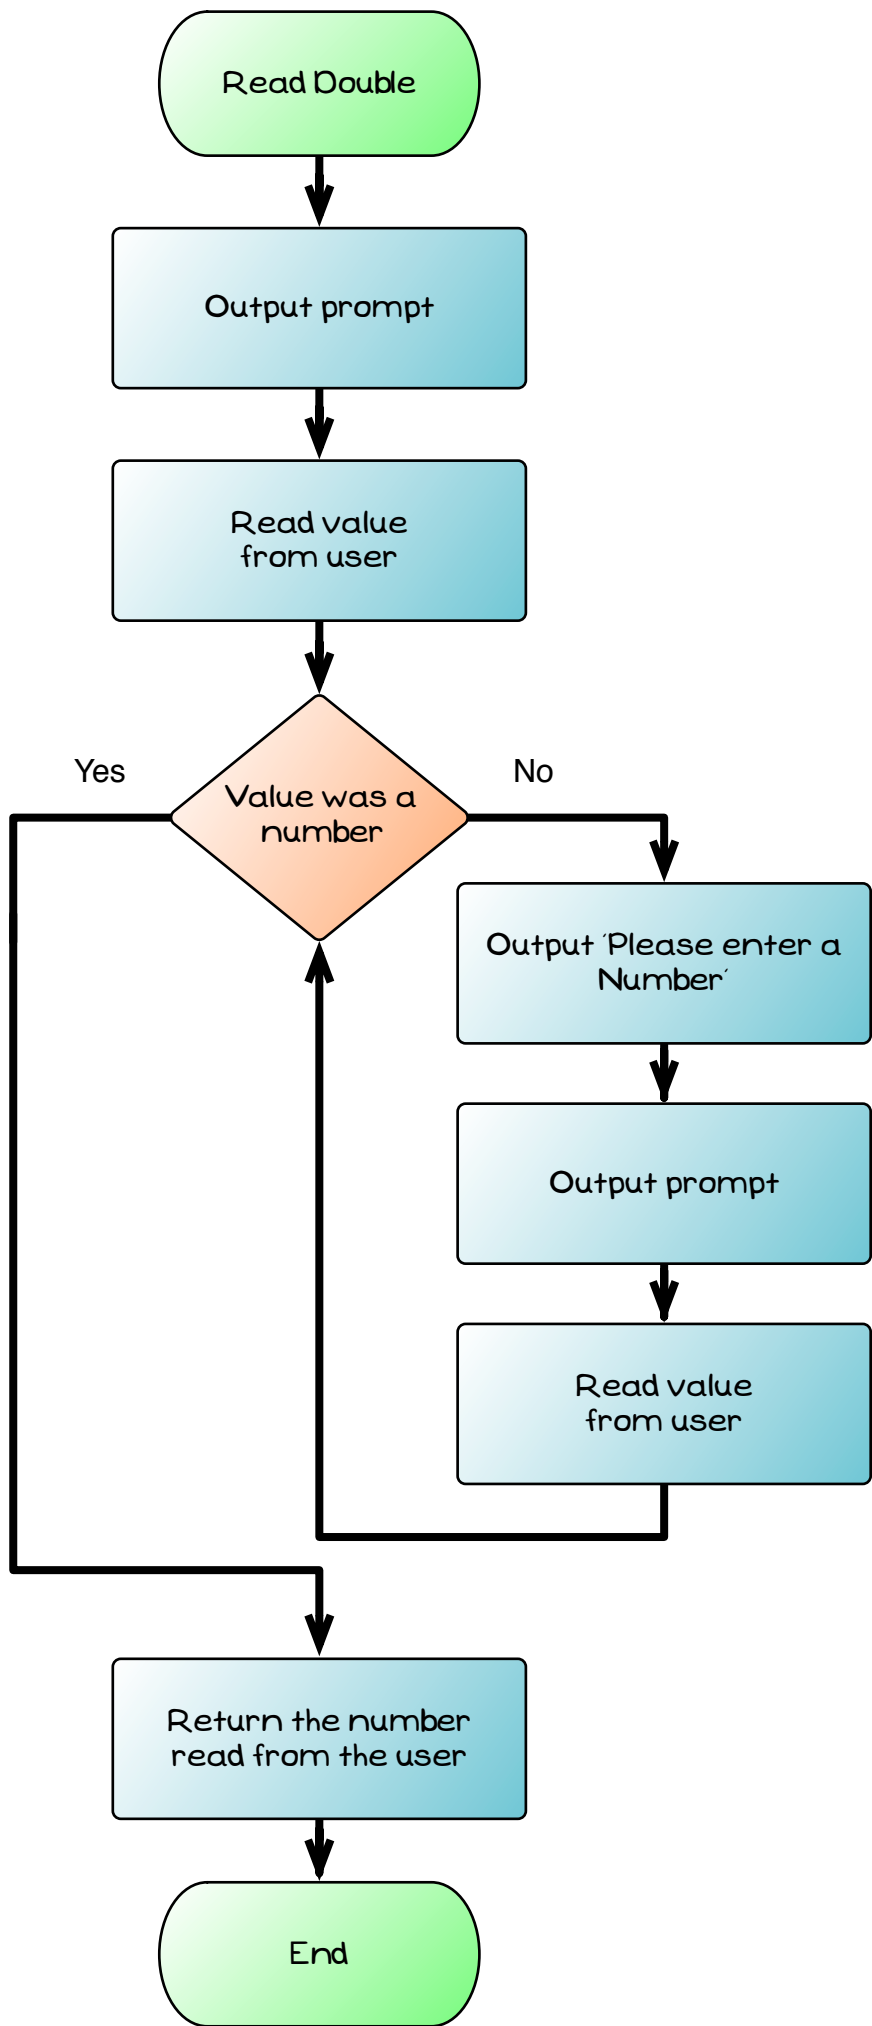 Read Double
Output prompt
Read value
from user
Yes
No
Value was a
number
Output 'Please enter a
Number'
Output prompt
Read value
from user
Return the number
read from the user
End